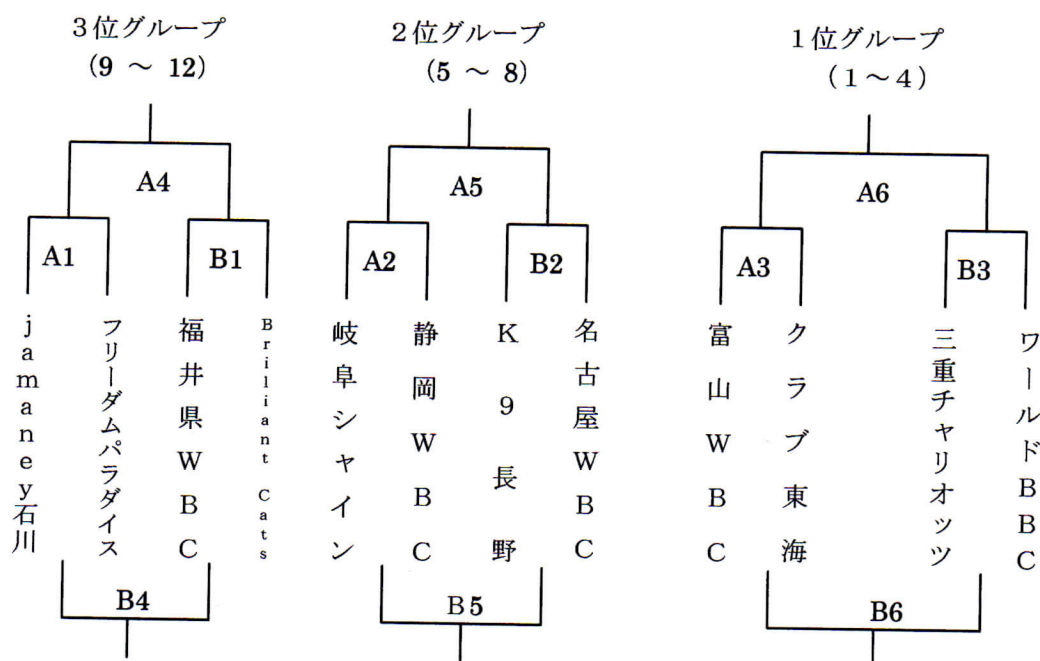 3位グループ
(9 ~ 12)
2位グループ
(5 ~ 8)
1位グループ
(1~4)
A4
A5
A6
A1
B1
A2
B2
A3
B3
jamaney石川
フリーダムパラダイス
福井県WBC
Briliant Cats
岐阜シャイン
静岡WBC
K9長野
名古屋WBC
富山WBC
クラブ東海
三重チャリオッツ
ワールドBBC
B4
B5
B6